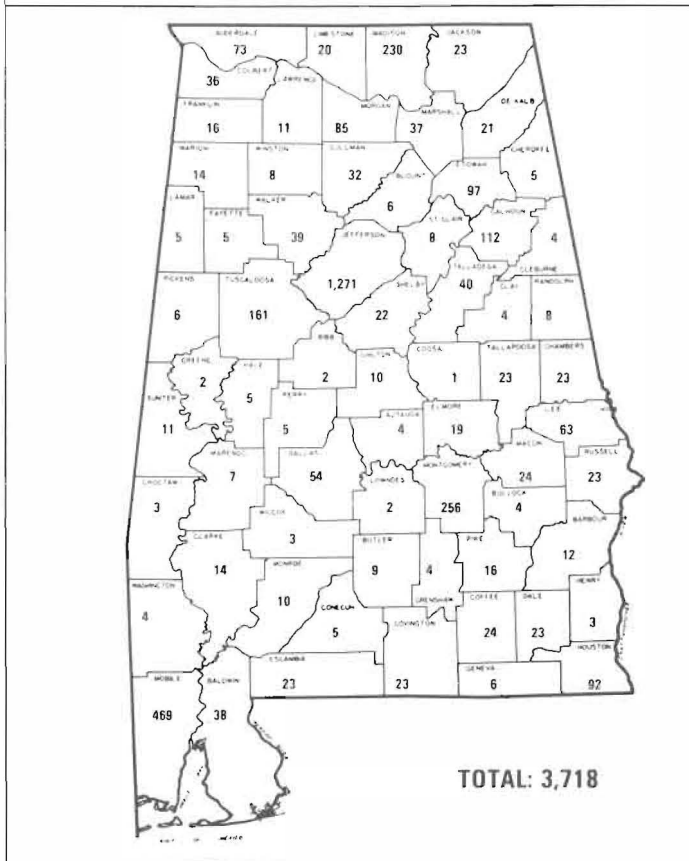 LAUDERDALE LIMESTONE MADISON JACKSON
73 20 230 23
COLBERT LAWRENCE
36
FRANKLIN MORGAN MARSHALL DE KALB
16 11 85 37 21
MARION WINSTON CULLMAN BLOUNT ETOWAH CHEROKEE
14 8 32 6 97 5
LAMAR FAYETTE WALKER JEFFERSON ST. CLAIR CALHOUN
5 5 39 8 112 4
TALLADEGA CLEBURNE
PICKENS TUSCALOOSA 1,271 SHELBY 40 CLAY RANDOLPH
6 161 22 4 8
BIBB
GREENE HALE CHILTON COOSA TALLAPOOSA CHAMBERS
2 5 2 10 1 23 23
SUMTER PERRY AUTAUGA ELMORE LEE
11 5 4 19 63
MARENGO DALLAS MACON RUSSELL
7 54 LOWNDES MONTGOMERY 24 23
CHOCTAW BULLOCK
3 2 256 4
WILCOX BARBOUR
CLARKE 3 BUTLER PIKE 12
14 MONROE 9 4 16 HENRY
WASHINGTON CRENSHAW COFFEE DALE
4 10 CONECUH COVINGTON 24 23 3
5 HOUSTON
ESCAMBIA GENEVA
23 23 6 92
MOBILE BALDWIN
469 38
TOTAL: 3,718
OF MEXICO